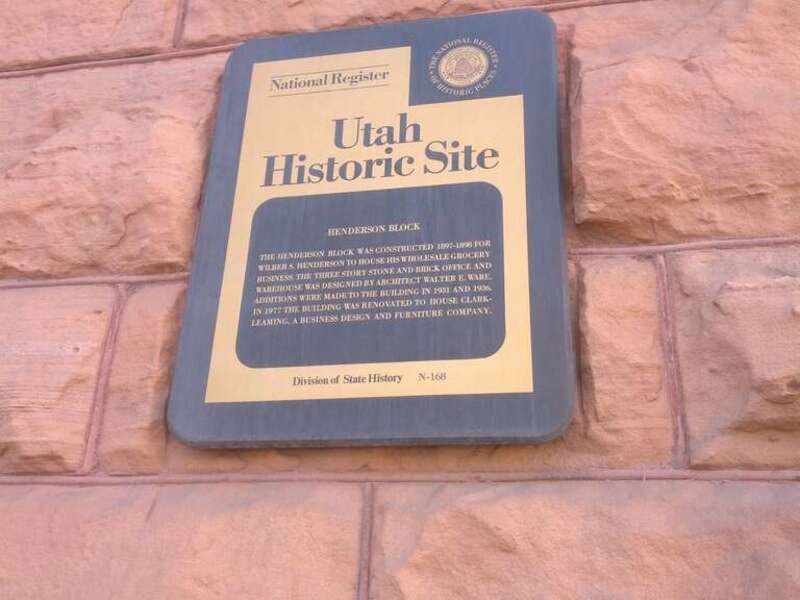 THE NATIONAL REGISTER
OF HISTORIC PLACES
National Register
Utah
Historic Site
HENDERSON BLOCK
THE HENDERSON BLOCK WAS CONSTRUCTED 1897-1898 FOR
WILBER S. HENDERSON TO HOUSE HIS WHOLESALE GROCERY
BUSINESS. THE THREE STORY STONE AND BRICK OFFICE AND
WAREHOUSE WAS DESIGNED BY ARCHITECT WALTER E. WARE.
ADDITIONS WERE MADE TO THE BUILDING IN 1931 AND 1936.
IN 1977 THE BUILDING WAS RENOVATED TO HOUSE CLARK-
LEAMING, A BUSINESS DESIGN AND FURNITURE COMPANY.
Division of State History N-168